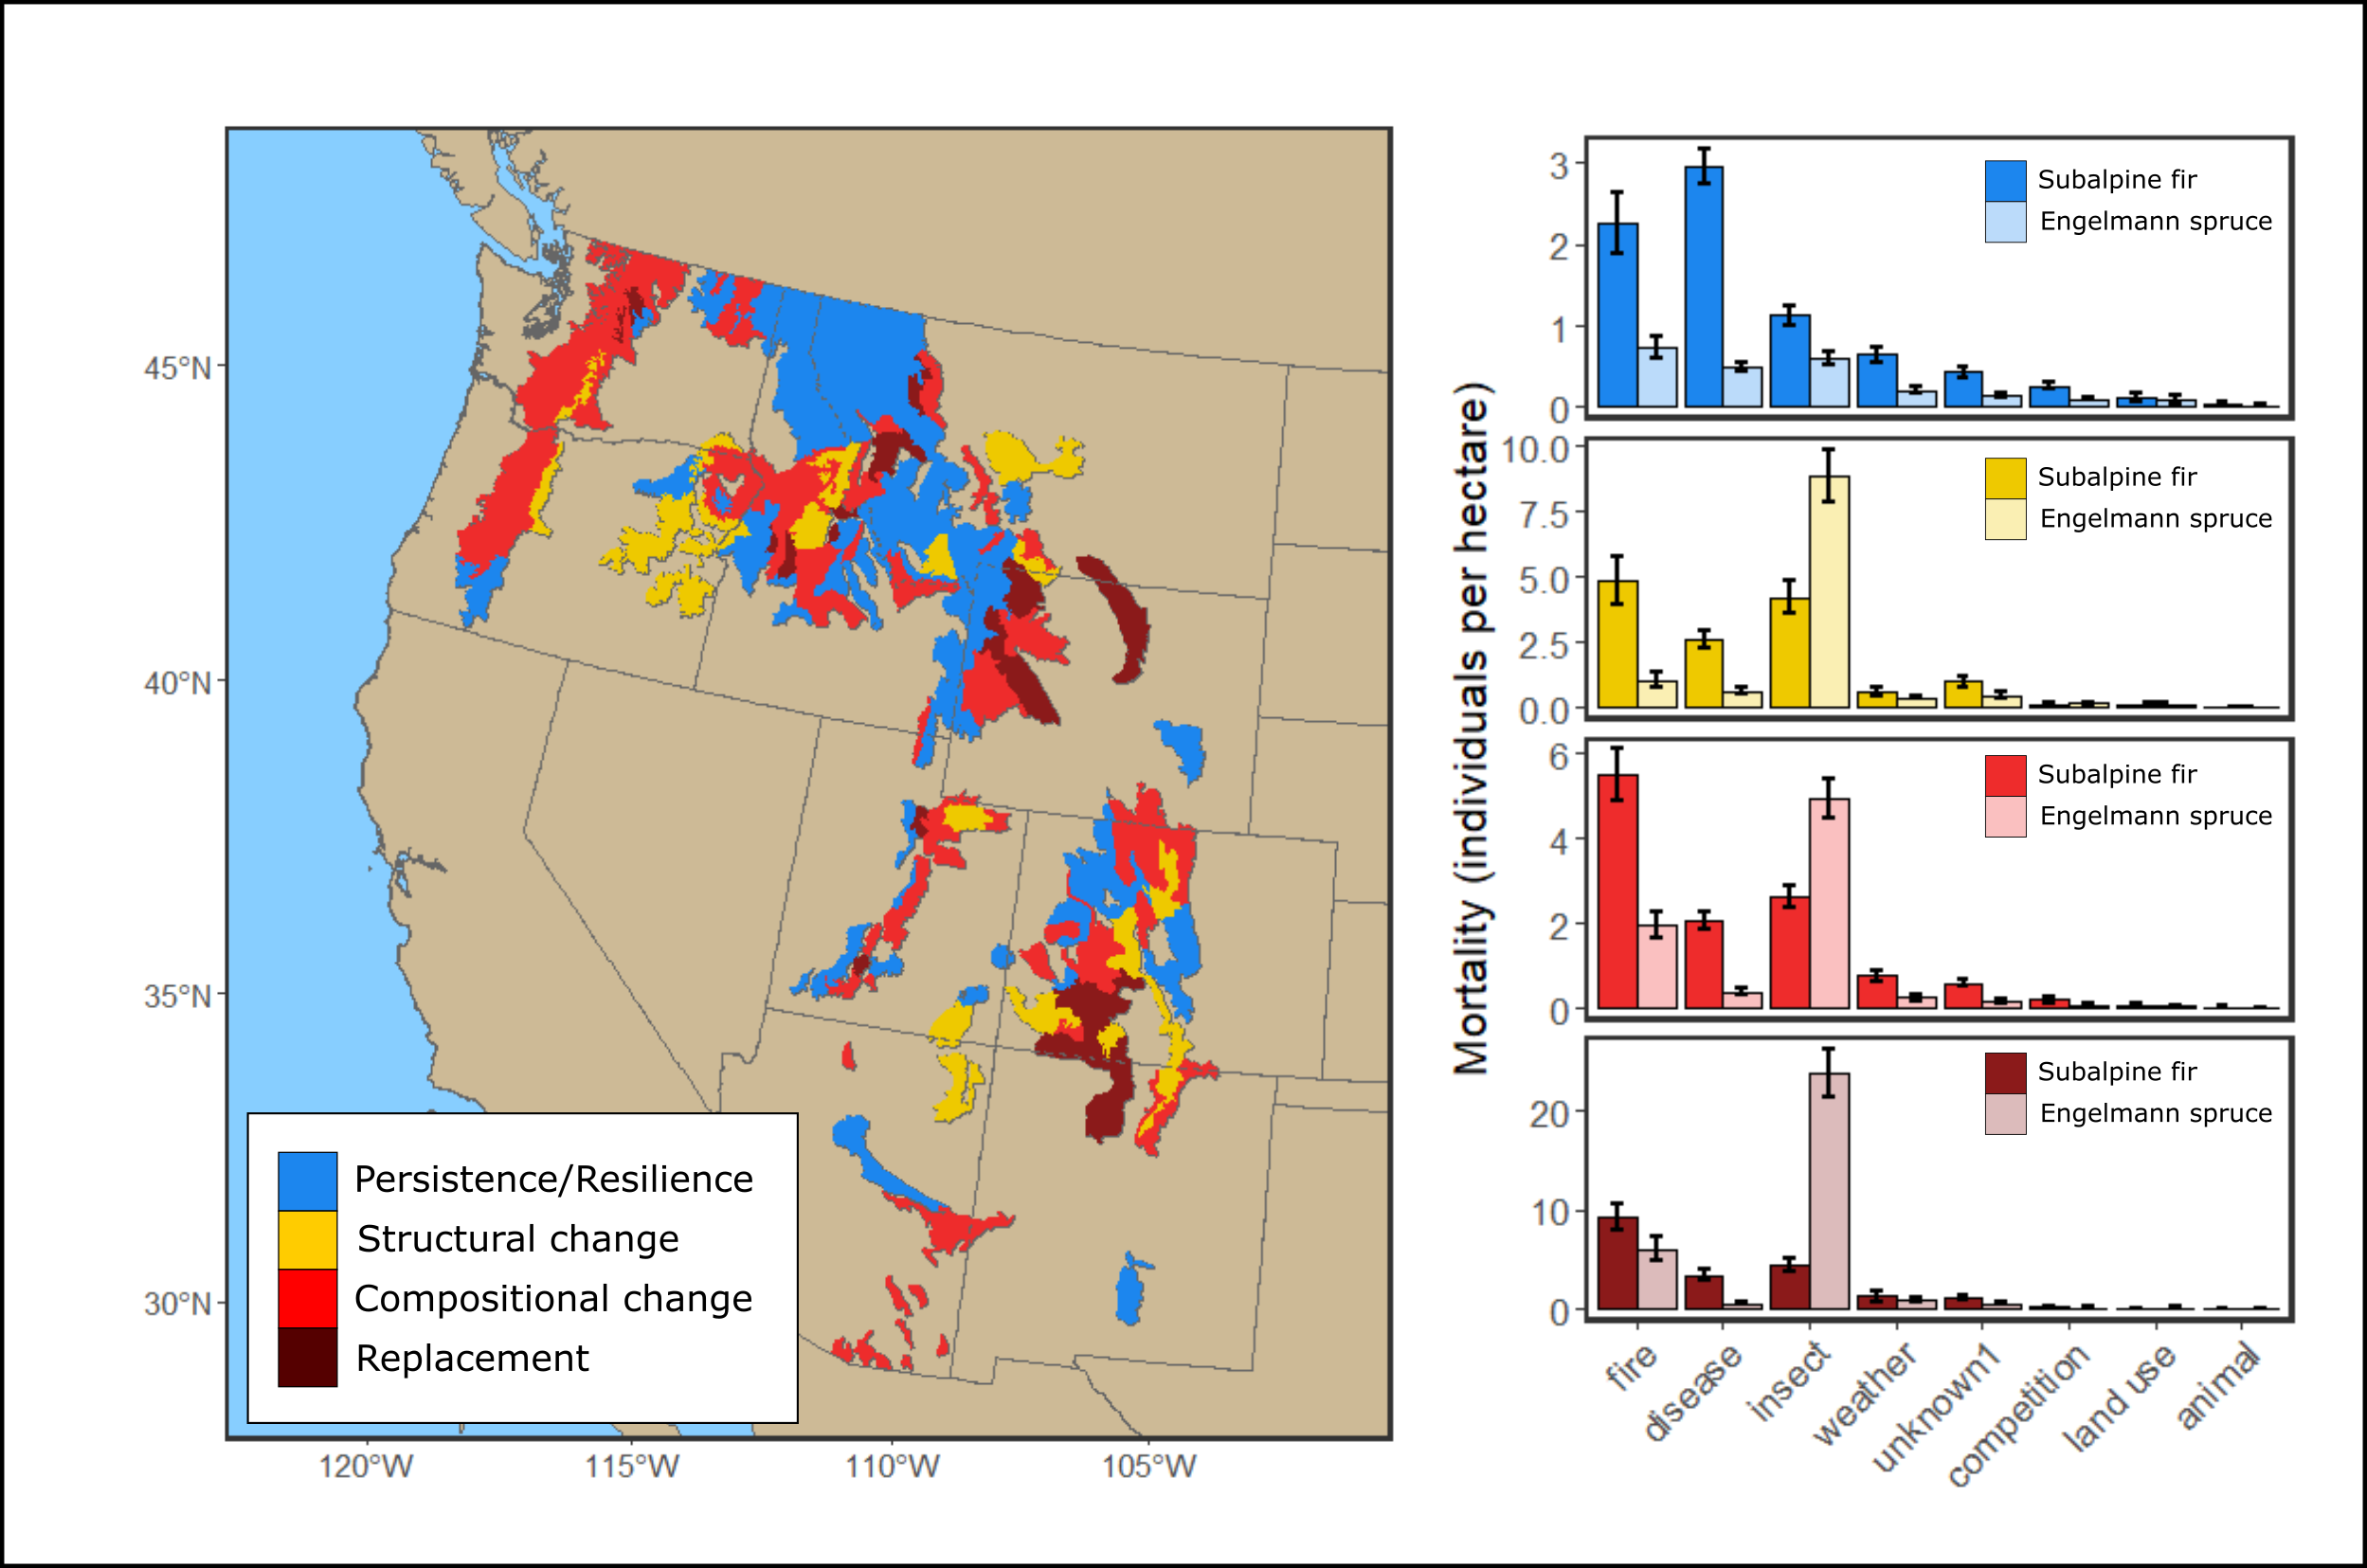 45°N
40°N
35°N
30°N
120°W 115°W 110°W 105°W
Persistence/Resilience
Structural change
Compositional change
Replacement
Mortality (individuals per hectare)
3
2
1
0
Subalpine fir
Engelmann spruce
10.0
7.5
5.0
2.5
0.0
Subalpine fir
Engelmann spruce
6
4
2
0
Subalpine fir
Engelmann spruce
20
10
0
Subalpine fir
Engelmann spruce
fire
disease
insect
weather
unknown1
competition
land use
animal